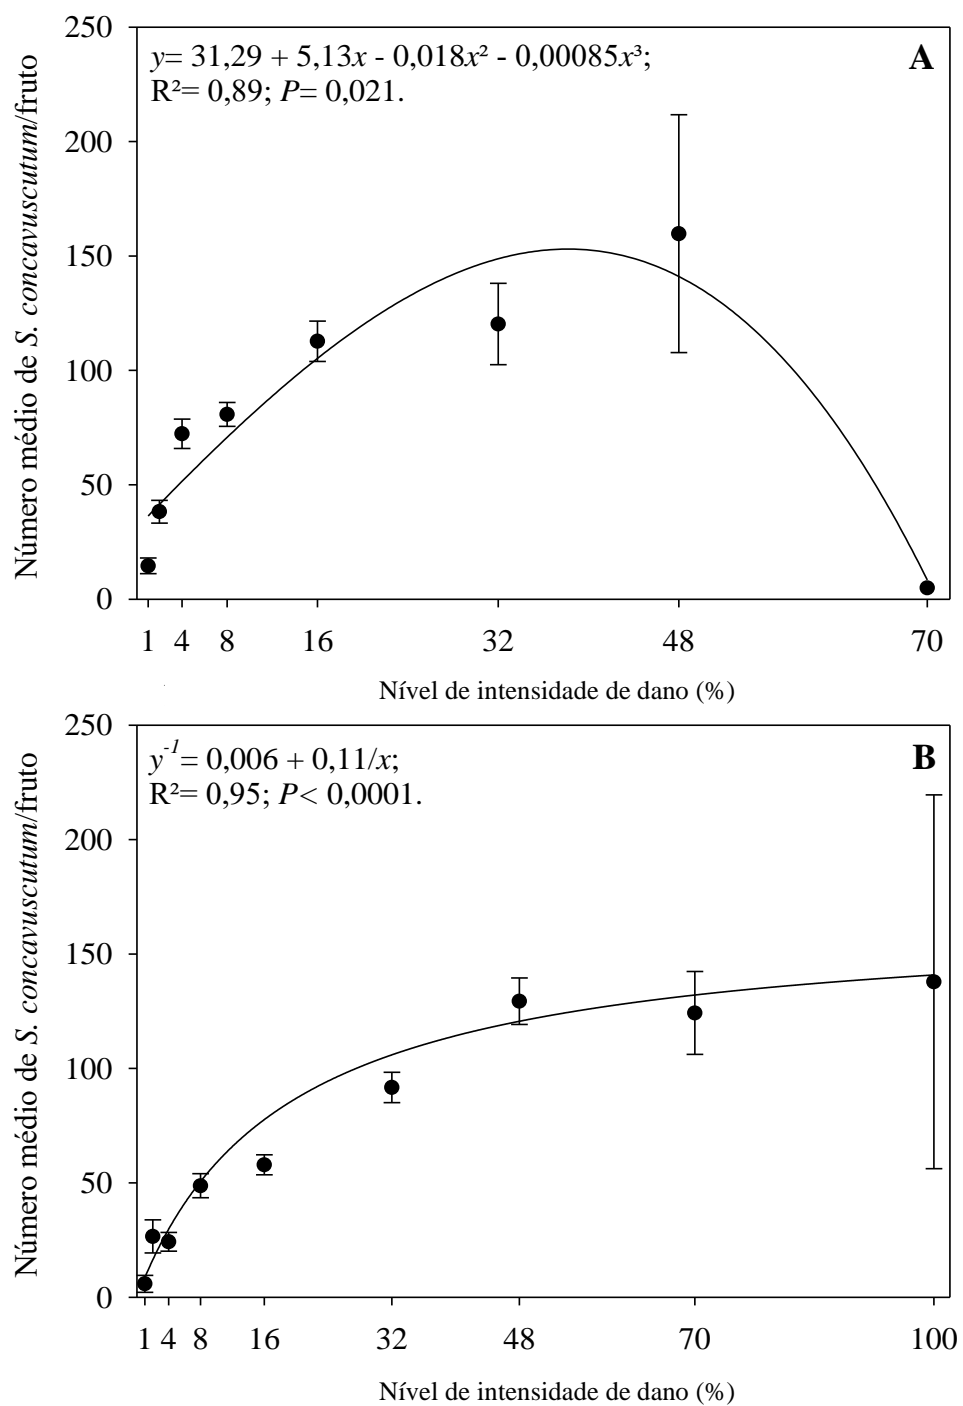 250
y= 31,29 + 5,13x - 0,018x² - 0,00085x³;
A
R²= 0,89; P= 0,021.
200
150
100
50
0
Número médio de S. concavuscutum/fruto
1 4 8 16 32 48 70
Nível de intensidade de dano (%)
250
y⁻¹= 0,006 + 0,11/x;
B
R²= 0,95; P< 0,0001.
200
150
100
50
0
Número médio de S. concavuscutum/fruto
1 4 8 16 32 48 70 100
Nível de intensidade de dano (%)